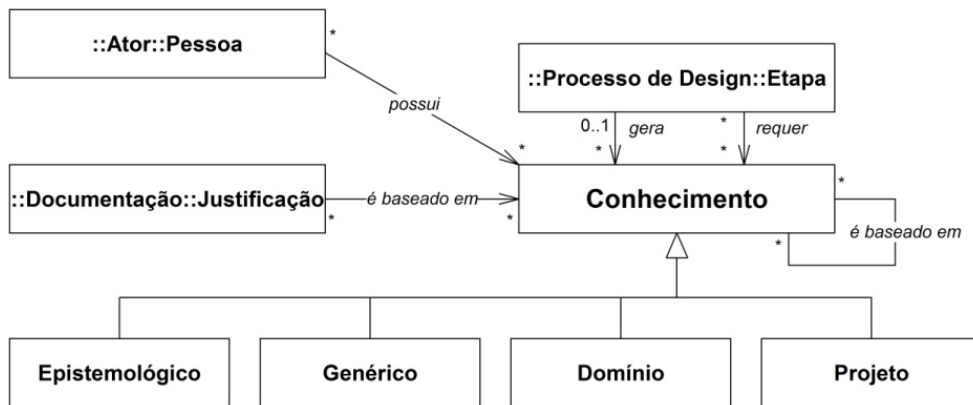 ::Ator::Pessoa
*
possui
*
::Processo de Design::Etapa
0..1
gera
*
*
requer
*
::Documentação::Justificação
*
é baseado em
*
Conhecimento
*
é baseado em
*
Epistemológico
Genérico
Domínio
Projeto